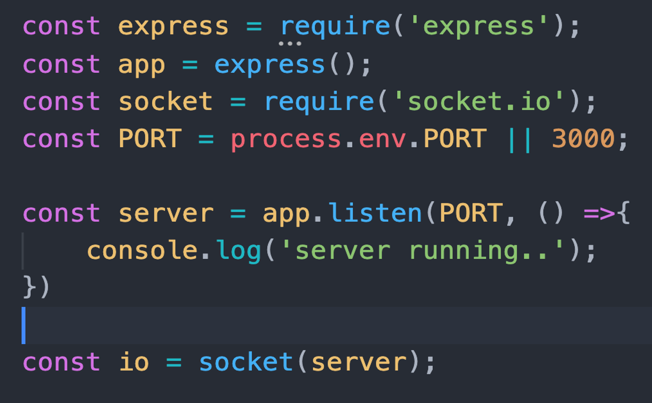 const express = require('express');
const app = express();
const socket = require('socket.io');
const PORT = process.env.PORT || 3000;

const server = app.listen(PORT, () =>{
    console.log('server running..');
})

const io = socket(server);